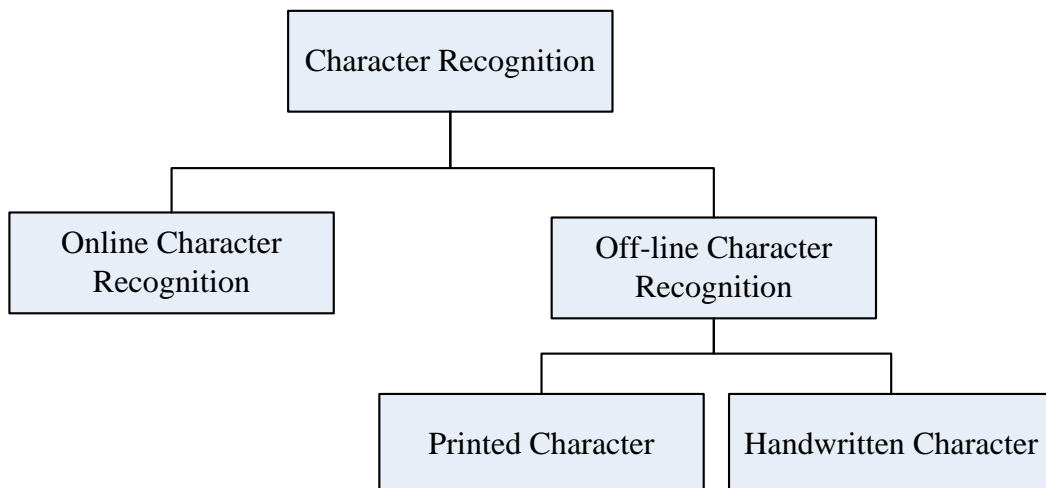 Character Recognition
Online Character
Recognition
Off-line Character
Recognition
Printed Character
Handwritten Character